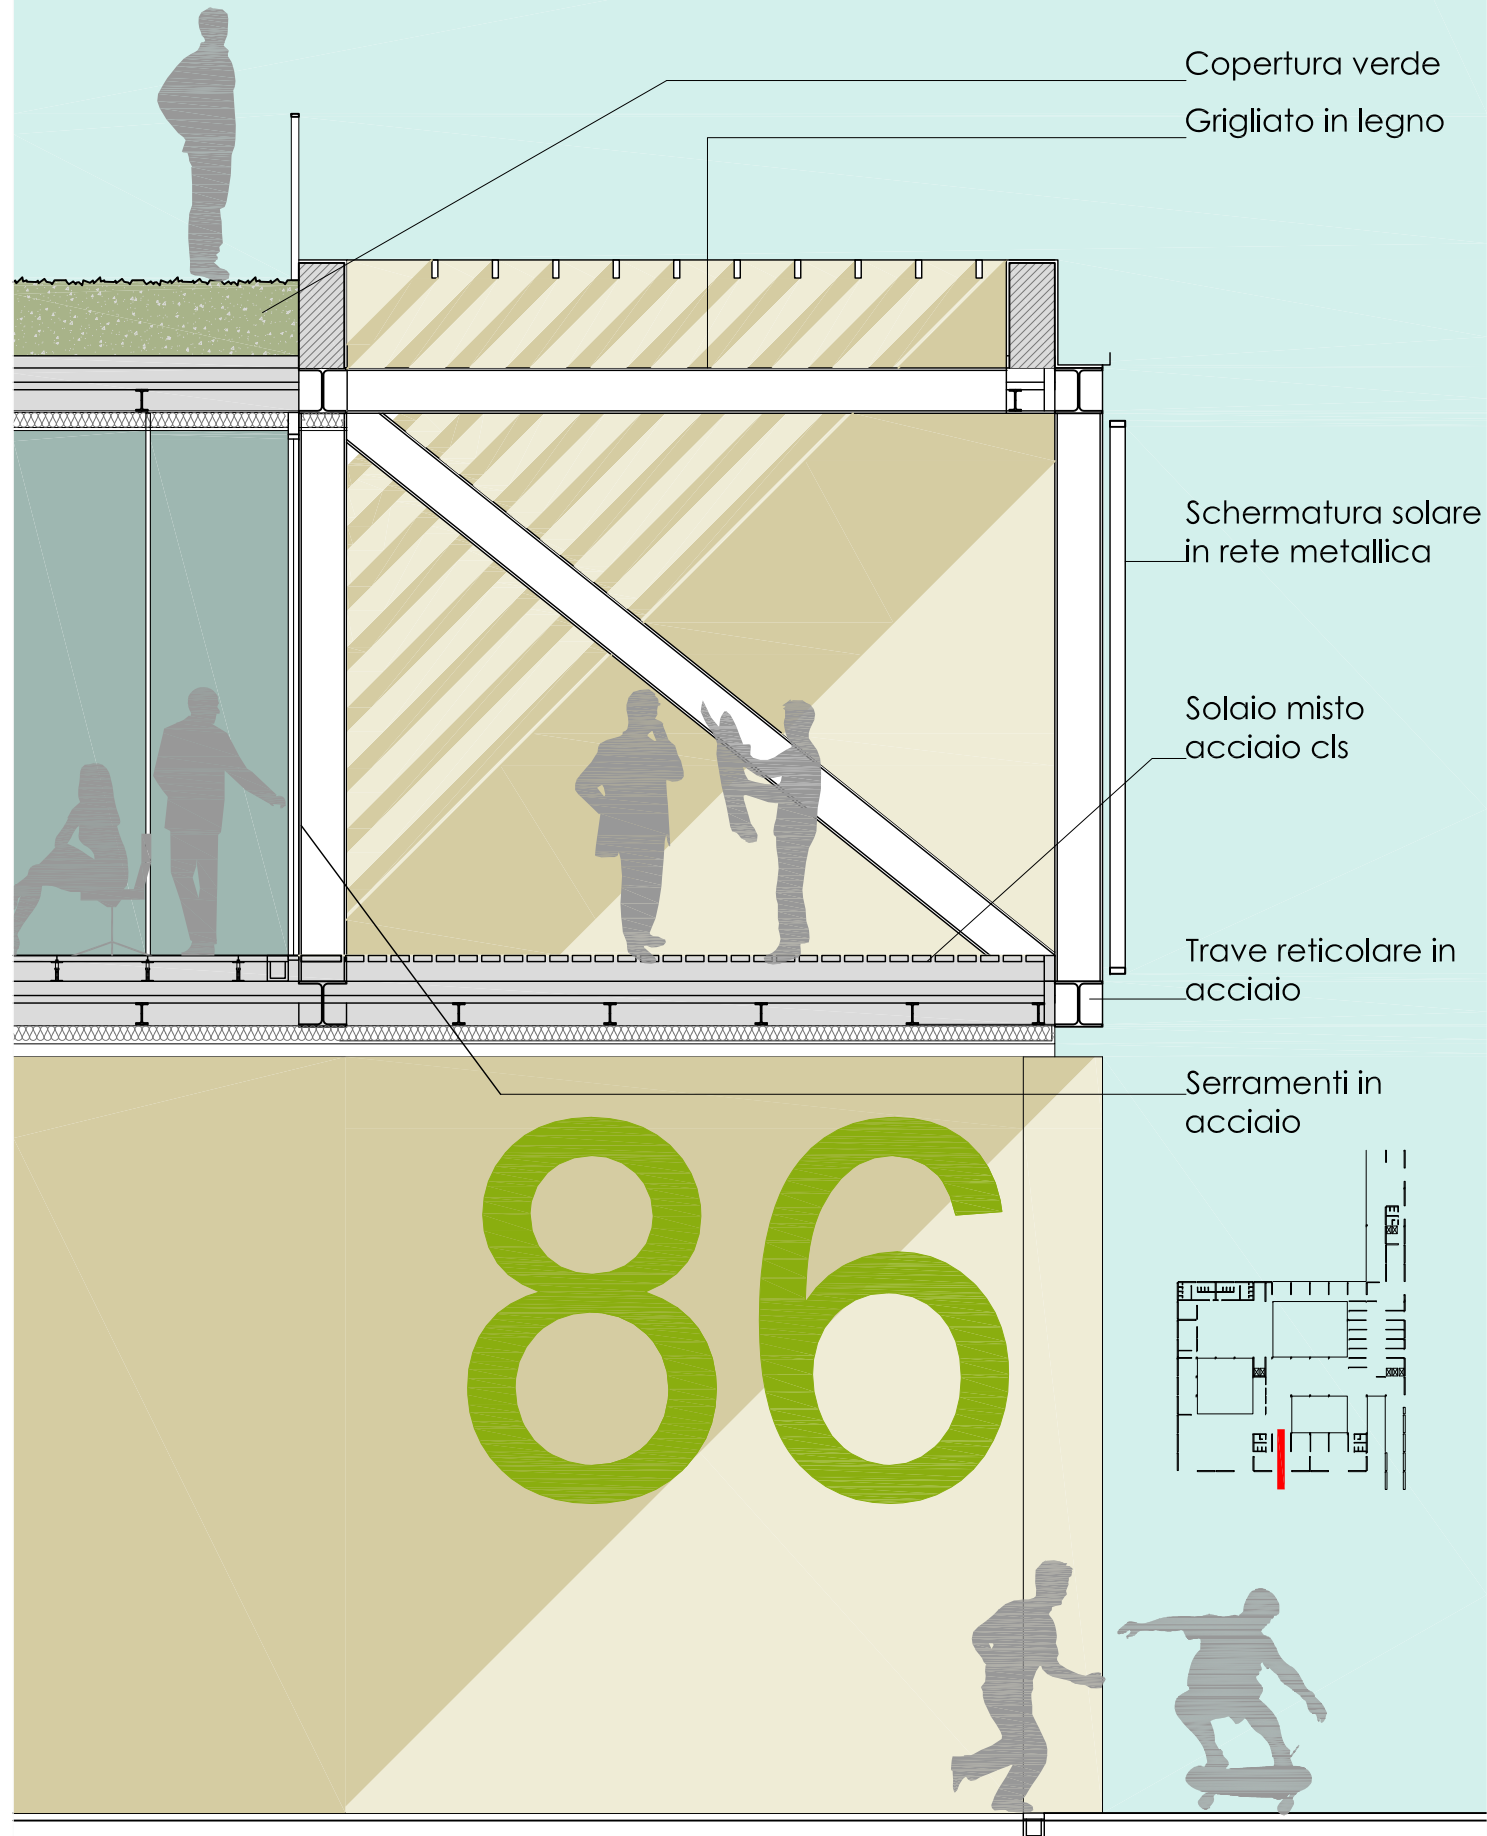 Copertura verde
Grigliato in legno
Schermatura solare
in rete metallica
Solaio misto
acciaio cls
Trave reticolare in
acciaio
Serramenti in
acciaio
86